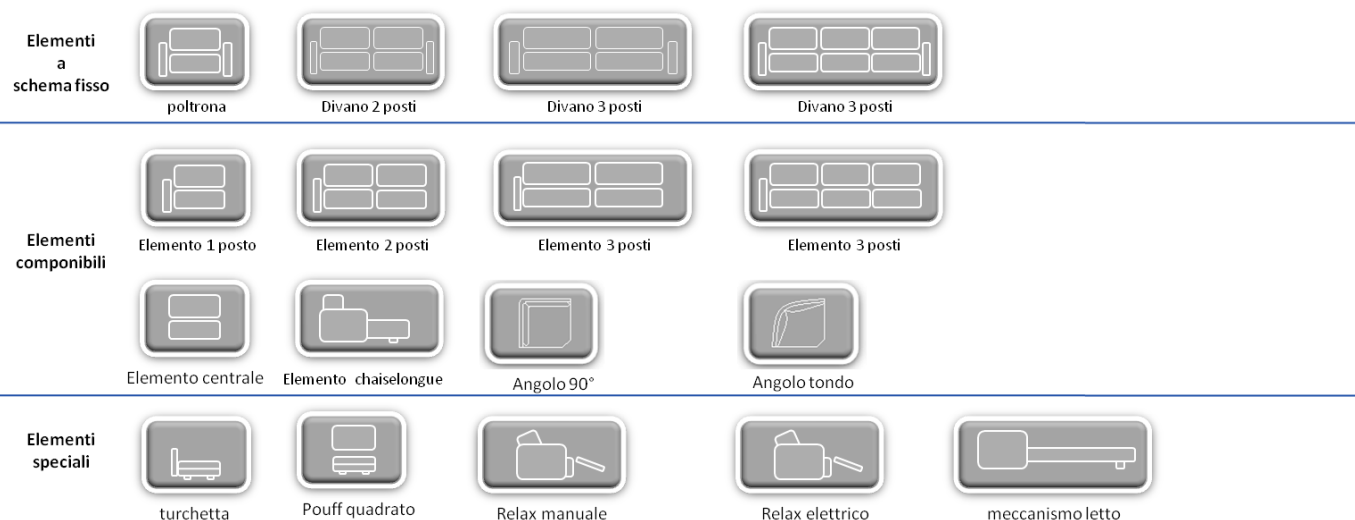 Elementi
a
schema fisso
poltrona
Divano 2 posti
Divano 3 posti
Divano 3 posti
Elementi
componibili
Elemento 1 posto
Elemento 2 posti
Elemento 3 posti
Elemento 3 posti
Elemento centrale
Elemento chaiselongue
Angolo 90°
Angolo tondo
Elementi
speciali
turchetta
Pouff quadrato
Relax manuale
Relax elettrico
meccanismo letto